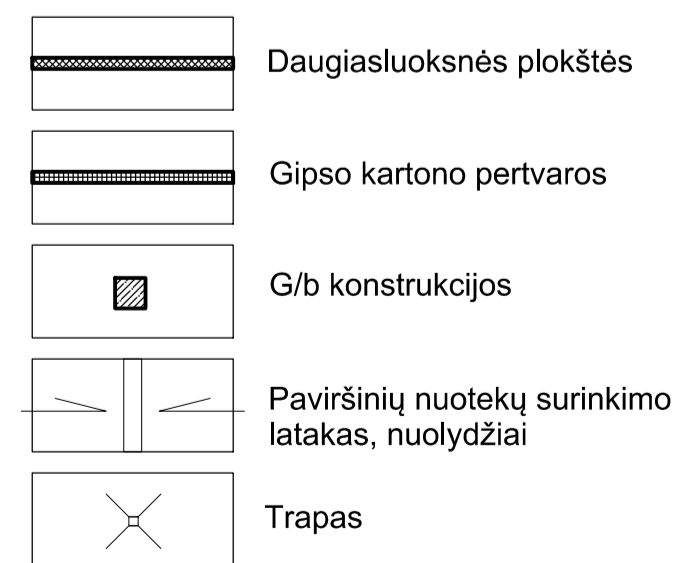 Daugiasluoksnės plokštės
Gipso kartono pertvaros
G/b konstrukcijos
Paviršinių nuotekų surinkimo
latakas, nuolydžiai
Trapas